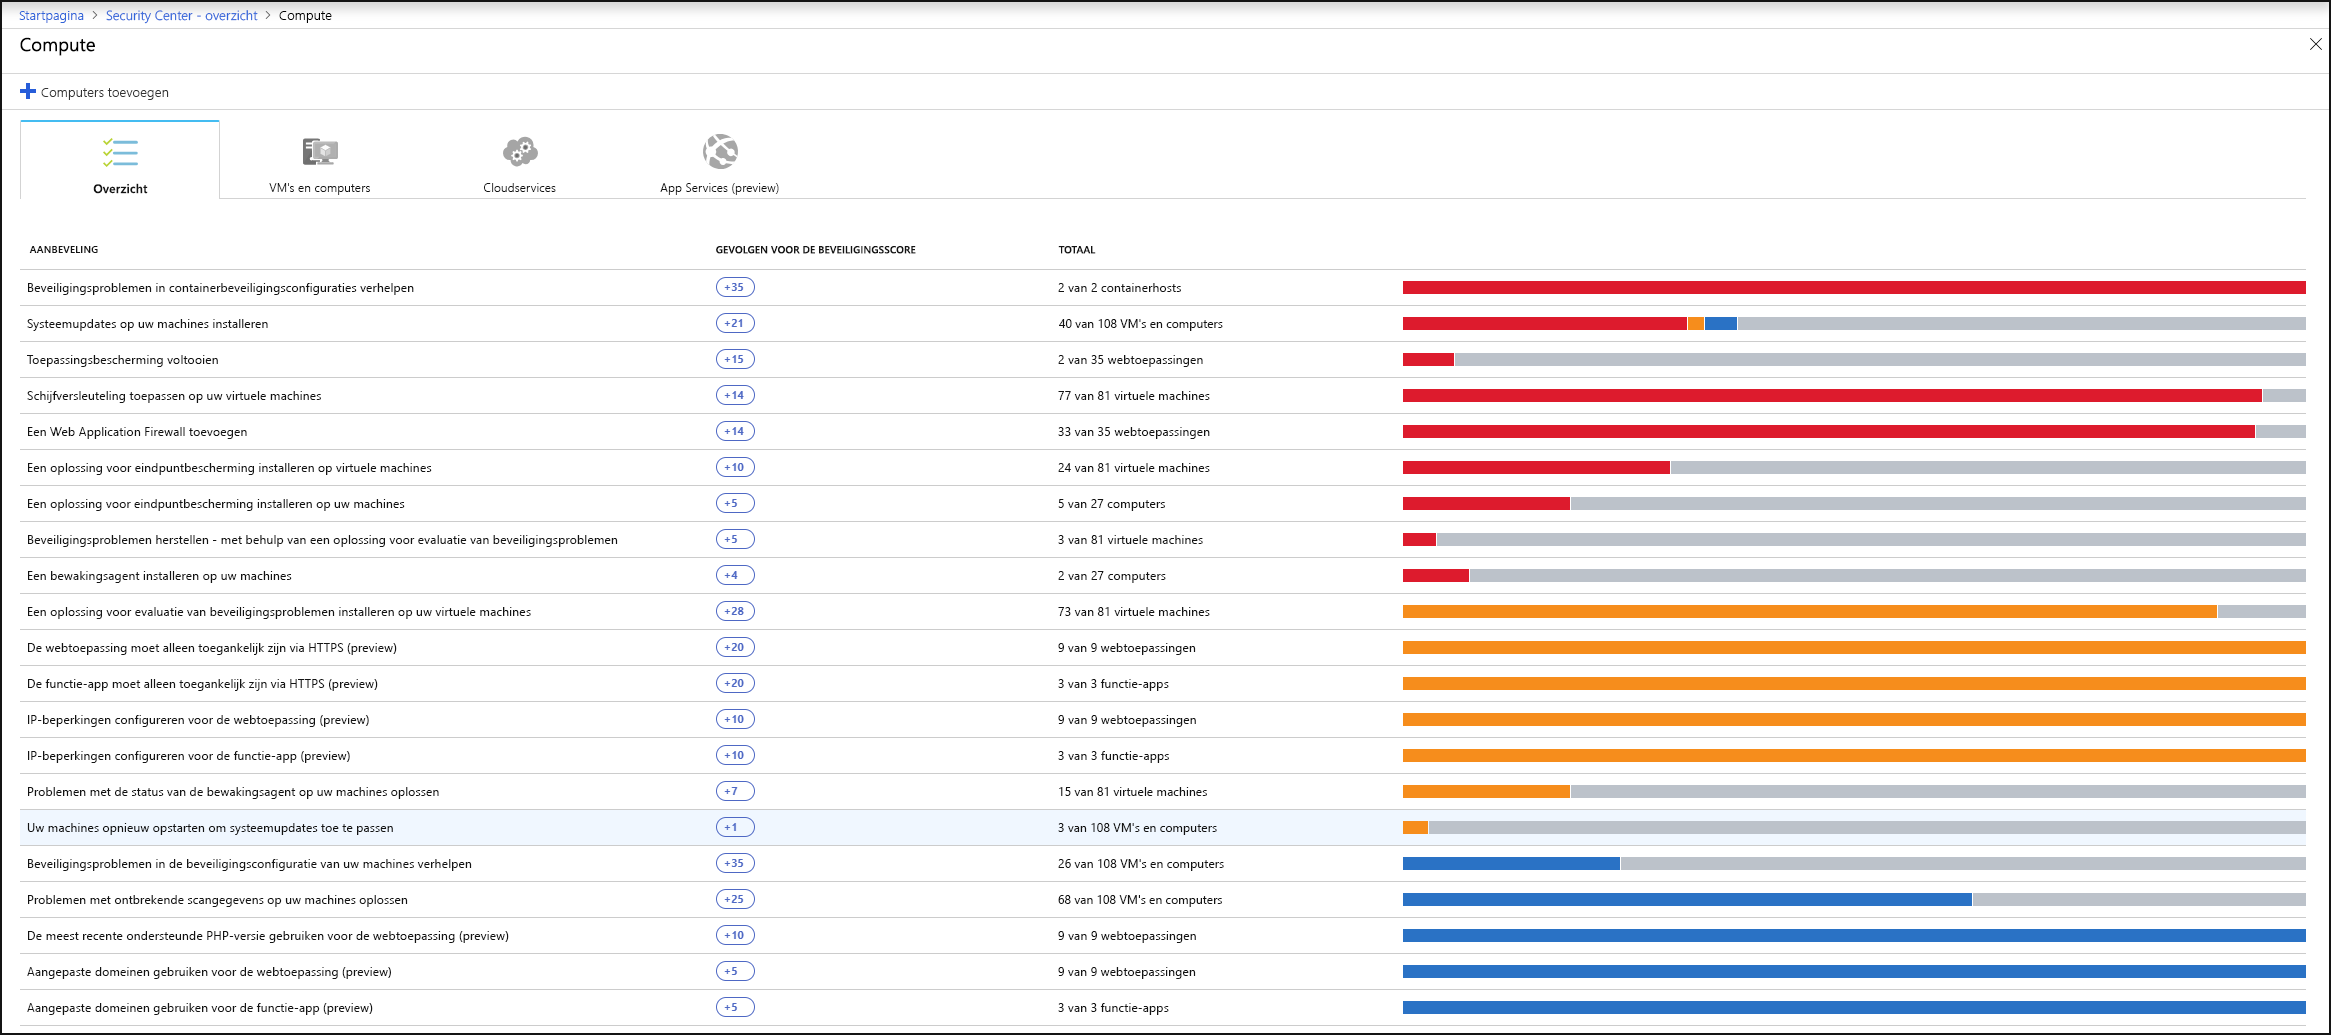 Startpagina > Security Center - overzicht > Compute
Compute
Computers toevoegen
Overzicht VM's en computers Cloudservices App Services (preview)
AANBEVELING GEVOLGEN VOOR DE BEVEILIGINGSSCORE TOTAAL
Beveiligingsproblemen in containerbeveiligingsconfiguraties verhelpen +35 2 van 2 containerhosts
Systeemupdates op uw machines installeren +21 40 van 108 VM's en computers
Toepassingsbescherming voltooien +15 2 van 35 webtoepassingen
Schijfversleuteling toepassen op uw virtuele machines +14 77 van 81 virtuele machines
Een Web Application Firewall toevoegen +14 33 van 35 webtoepassingen
Een oplossing voor eindpuntbescherming installeren op virtuele machines +10 24 van 81 virtuele machines
Een oplossing voor eindpuntbescherming installeren op uw machines +5 5 van 27 computers
Beveiligingsproblemen herstellen - met behulp van een oplossing voor evaluatie van beveiligingsproblemen +5 3 van 81 virtuele machines
Een bewakingsagent installeren op uw machines +4 2 van 27 computers
Een oplossing voor evaluatie van beveiligingsproblemen installeren op uw virtuele machines +28 73 van 81 virtuele machines
De webtoepassing moet alleen toegankelijk zijn via HTTPS (preview) +20 9 van 9 webtoepassingen
De functie-app moet alleen toegankelijk zijn via HTTPS (preview) +20 3 van 3 functie-apps
IP-beperkingen configureren voor de webtoepassing (preview) +10 9 van 9 webtoepassingen
IP-beperkingen configureren voor de functie-app (preview) +10 3 van 3 functie-apps
Problemen met de status van de bewakingsagent op uw machines oplossen +7 15 van 81 virtuele machines
Uw machines opnieuw opstarten om systeemupdates toe te passen +1 3 van 108 VM's en computers
Beveiligingsproblemen in de beveiligingsconfiguratie van uw machines verhelpen +35 26 van 108 VM's en computers
Problemen met ontbrekende scangegevens op uw machines oplossen +25 68 van 108 VM's en computers
De meest recente ondersteunde PHP-versie gebruiken voor de webtoepassing (preview) +10 9 van 9 webtoepassingen
Aangepaste domeinen gebruiken voor de webtoepassing (preview) +5 9 van 9 webtoepassingen
Aangepaste domeinen gebruiken voor de functie-app (preview) +5 3 van 3 functie-apps